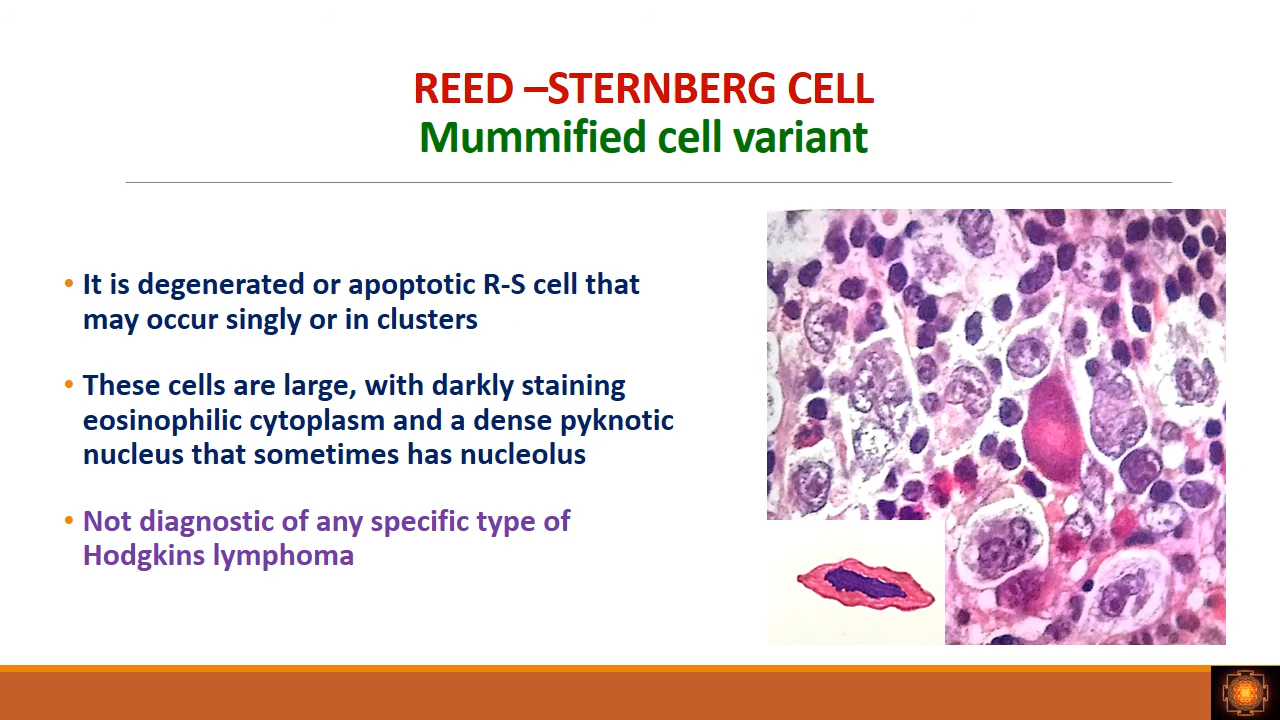 REED –STERNBERG CELL
Mummified cell variant
• It is degenerated or apoptotic R-S cell that
may occur singly or in clusters
• These cells are large, with darkly staining
eosinophilic cytoplasm and a dense pyknotic
nucleus that sometimes has nucleolus
• Not diagnostic of any specific type of
Hodgkins lymphoma